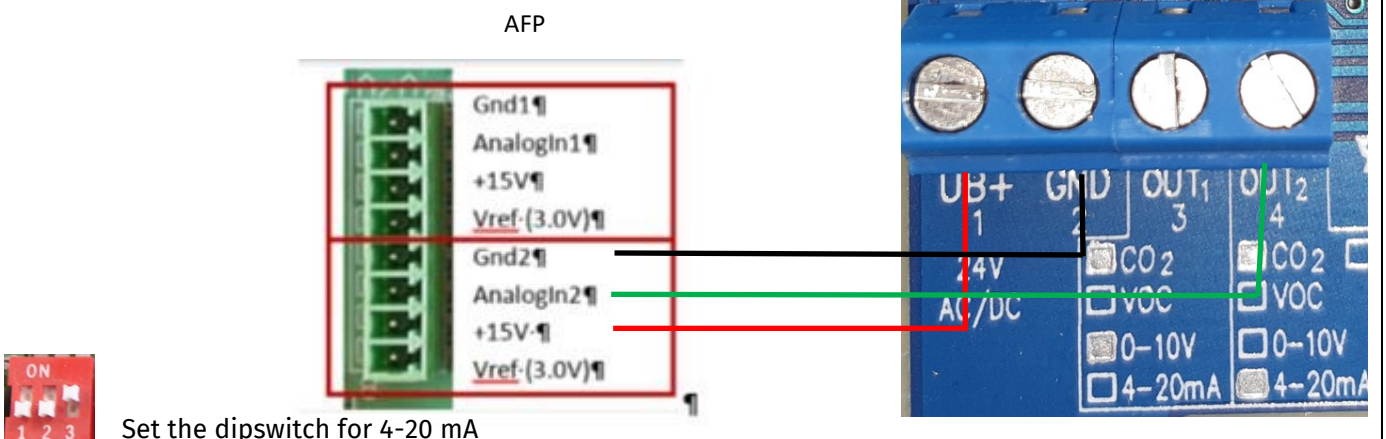 AFP
Gnd1¶
AnalogIn1¶
+15V¶
Vref·(3.0V)¶
Gnd2¶
AnalogIn2¶
+15V·¶
Vref·(3.0V)¶
¶
UB+ GND OUT1 OUT2
1 2 3 4
24V
AC/DC
CO2 CO2
VOC VOC
0-10V 0-10V
4-20mA 4-20mA
ON
1 2 3
Set the dipswitch for 4-20 mA